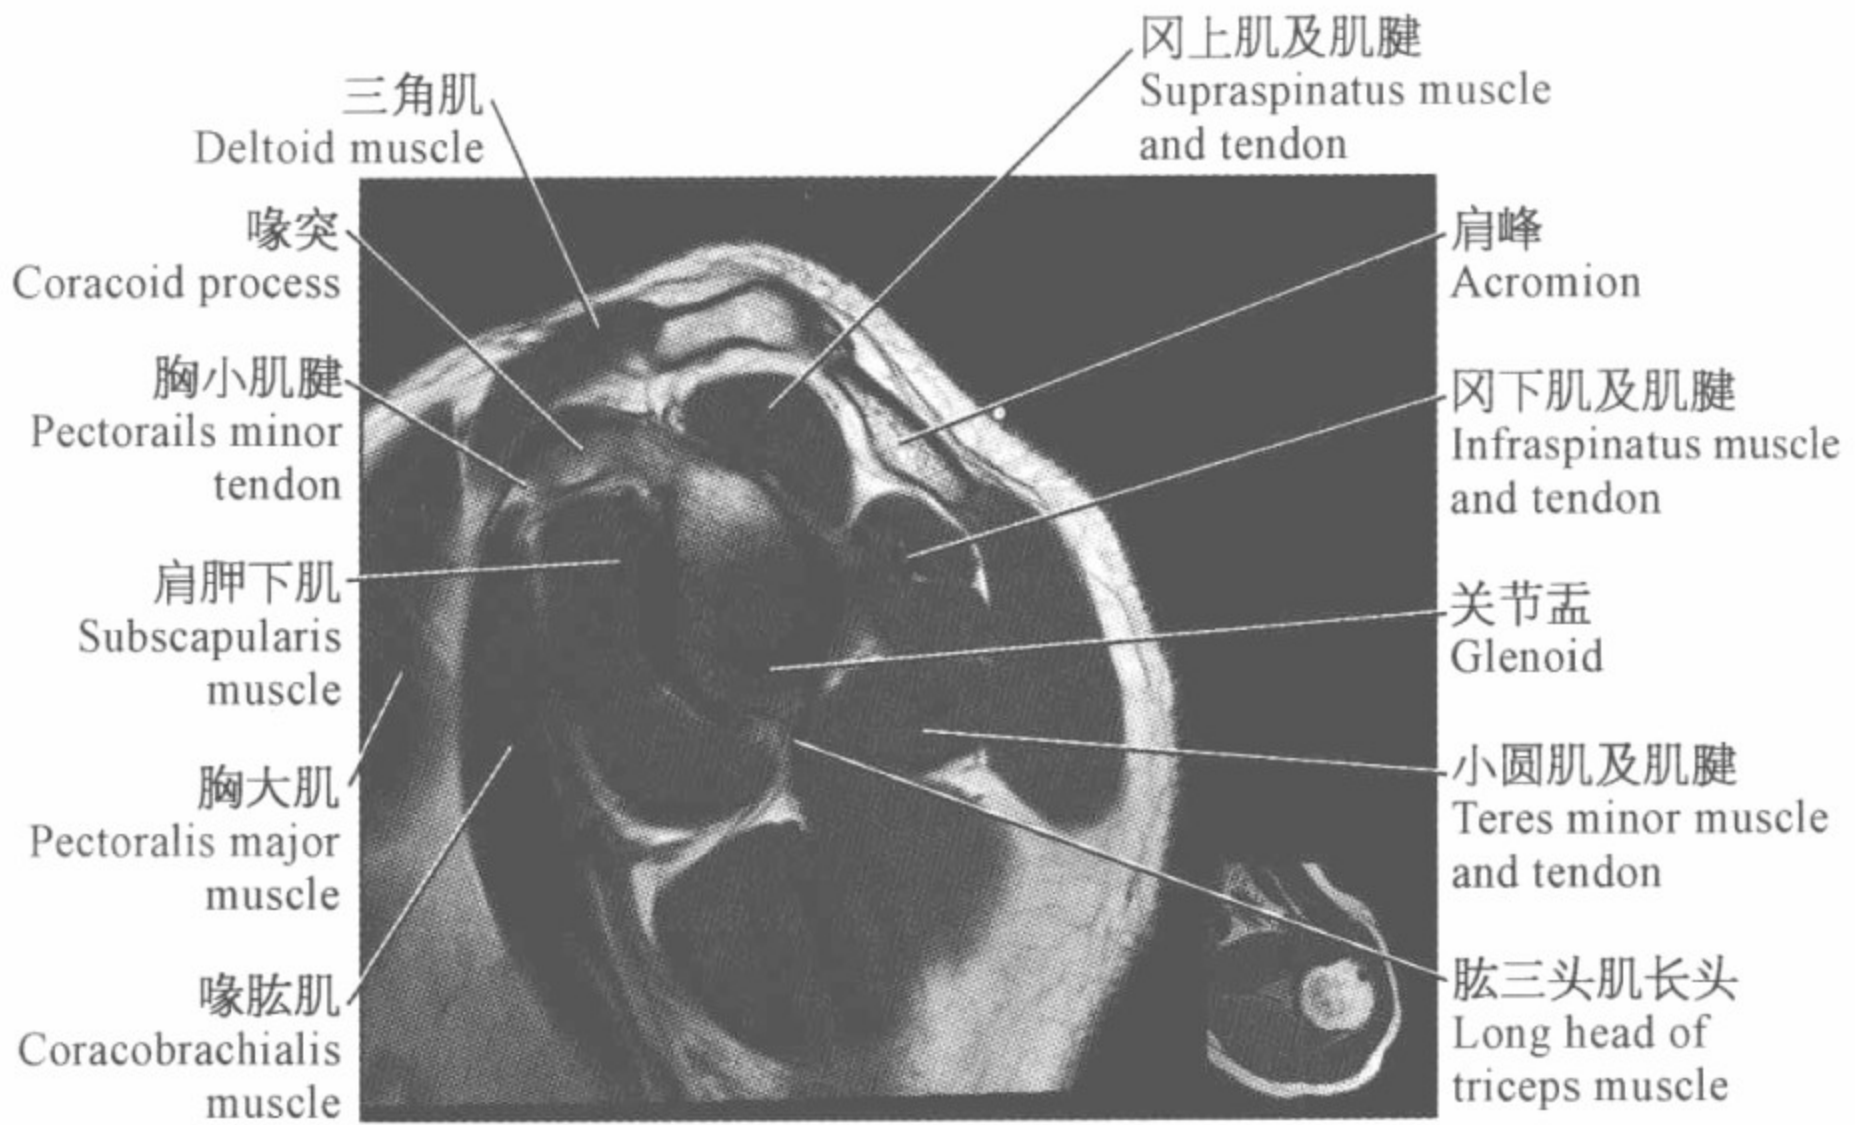 三角肌
Deltoid muscle
喙突
Coracoid process
胸小肌腱
Pectorails minor
tendon
肩胛下肌
Subscapularis
muscle
胸大肌
Pectoralis major
muscle
喙肱肌
Coracobrachialis
muscle
冈上肌及肌腱
Supraspinatus muscle
and tendon
肩峰
Acromion
冈下肌及肌腱
Infraspinatus muscle
and tendon
关节盂
Glenoid
小圆肌及肌腱
Teres minor muscle
and tendon
肱三头肌长头
Long head of
triceps muscle